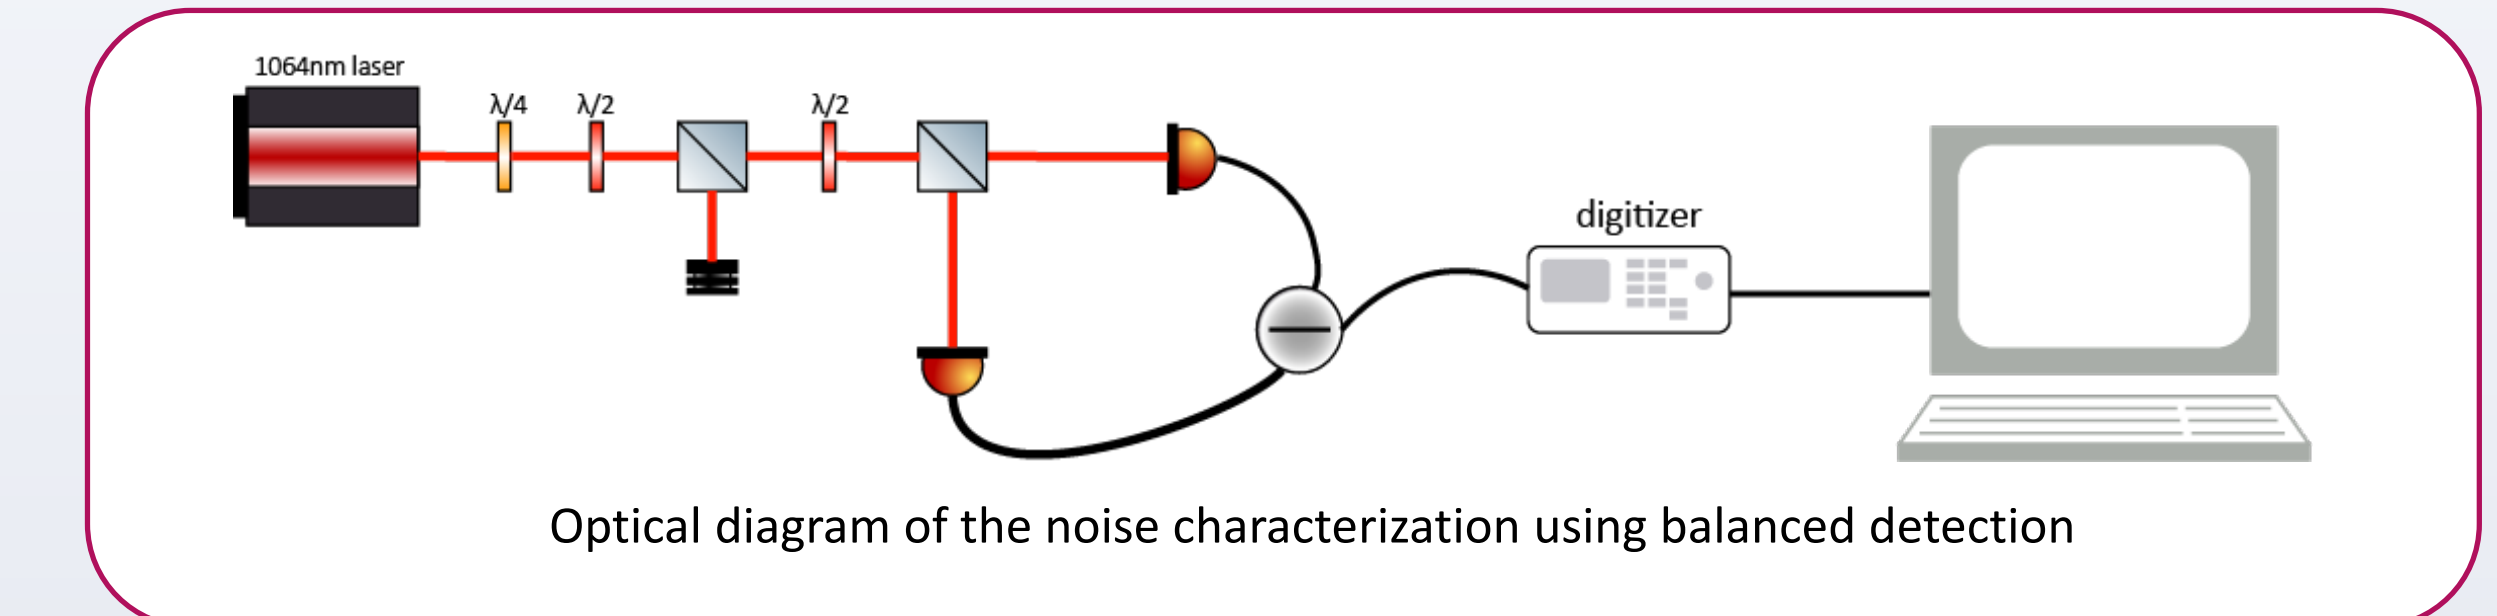 1064nm laser
λ/4
λ/2
λ/2
digitizer
Optical diagram of the noise characterization using balanced detection